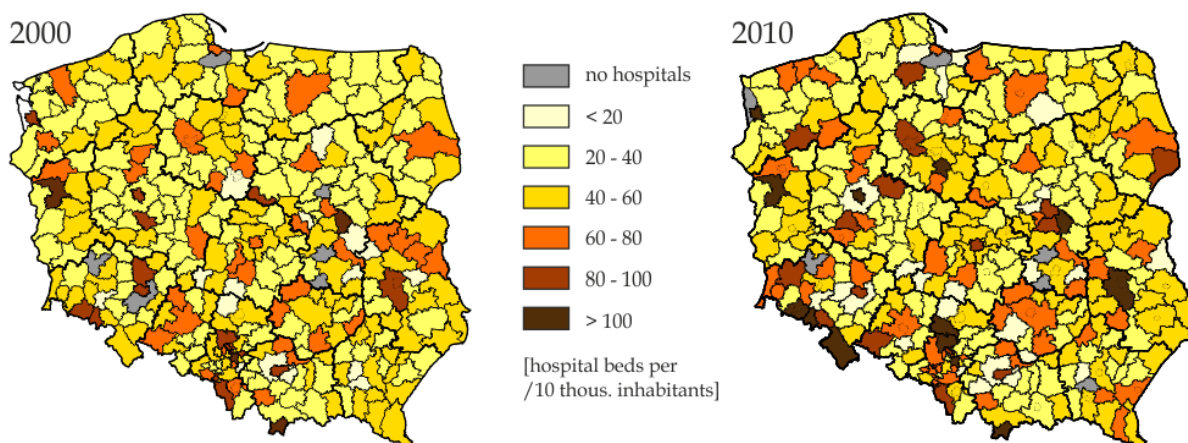 2000
2010
no hospitals
< 20
20 - 40
40 - 60
60 - 80
80 - 100
> 100
[hospital beds per
/10 thous. inhabitants]